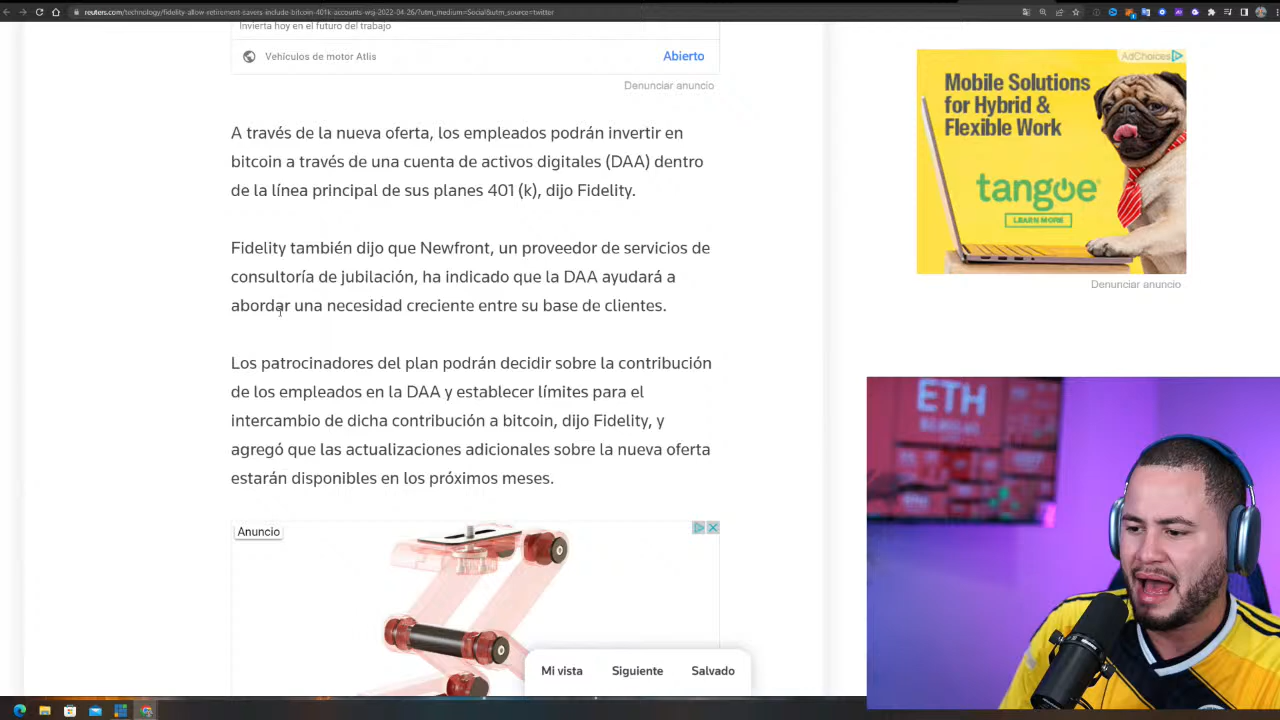 reuters.com/technology/fidelity-allow-retirement-savers-include-bitcoin-401k-accounts-wsj-2022-04-26/?utm_medium=Social&utm_source=twitter
Invierta hoy en el futuro del trabajo
Vehículos de motor Atlis
Abierto
Denunciar anuncio
A través de la nueva oferta, los empleados podrán invertir en
bitcoin a través de una cuenta de activos digitales (DAA) dentro
de la línea principal de sus planes 401 (k), dijo Fidelity.
Fidelity también dijo que Newfront, un proveedor de servicios de
consultoría de jubilación, ha indicado que la DAA ayudará a
abordar una necesidad creciente entre su base de clientes.
Los patrocinadores del plan podrán decidir sobre la contribución
de los empleados en la DAA y establecer límites para el
intercambio de dicha contribución a bitcoin, dijo Fidelity, y
agregó que las actualizaciones adicionales sobre la nueva oferta
estarán disponibles en los próximos meses.
Anuncio
Mi vista
Siguiente
Salvado
AdChoices
Mobile Solutions
for Hybrid &
Flexible Work
tangoe
LEARN MORE
Denunciar anuncio
ETH